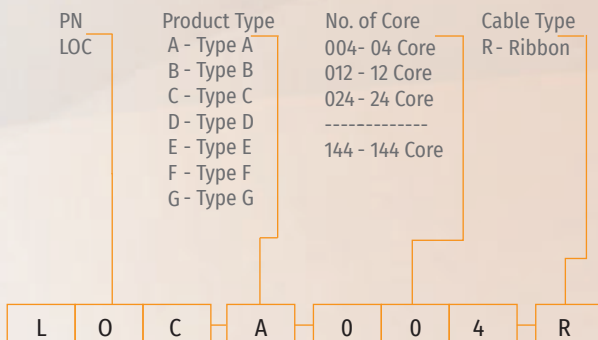 PN
LOC
Product Type
A - Type A
B - Type B
C - Type C
D - Type D
E - Type E
F - Type F
G - Type G
No. of Core
004- 04 Core
012 - 12 Core
024 - 24 Core
-------------
144 - 144 Core
Cable Type
R - Ribbon
L O C - A - 0 0 4 - R